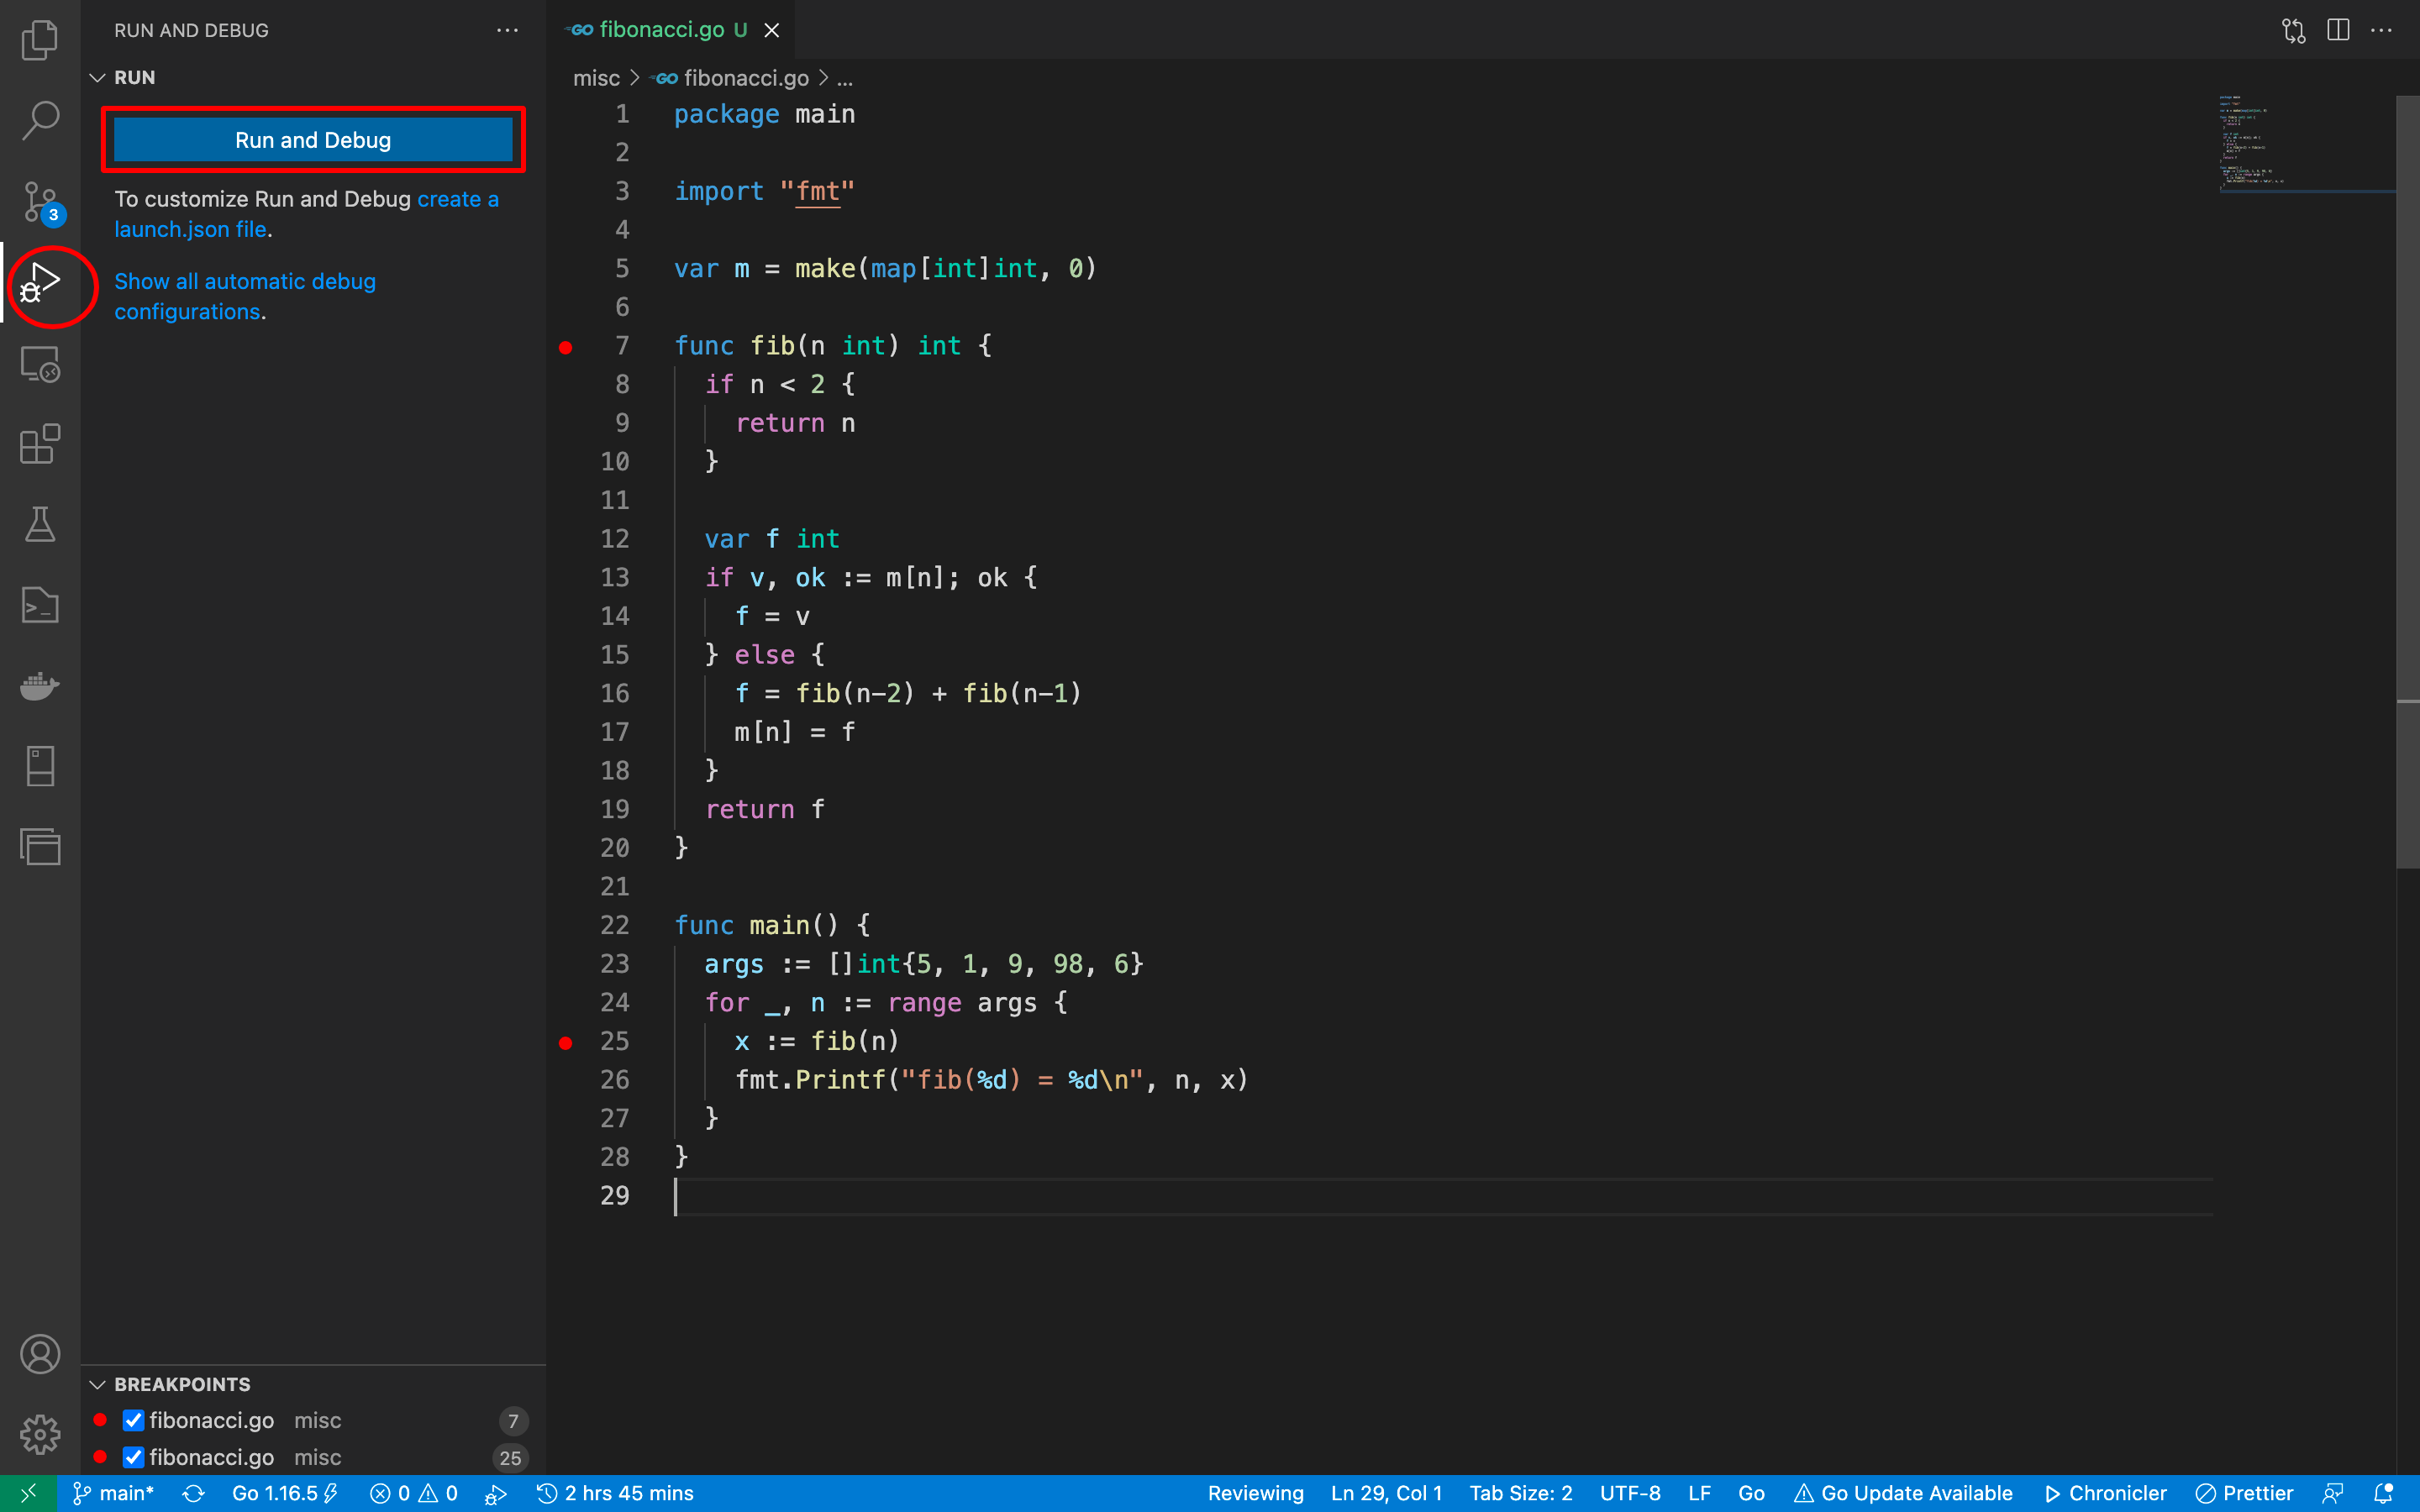 RUN AND DEBUG
RUN
Run and Debug
To customize Run and Debug create a
launch.json file.
Show all automatic debug
configurations.
3
GO fibonacci.go U
misc > GO fibonacci.go > ...
1 package main
2
3 import "fmt"
4
5 var m = make(map[int]int, 0)
6
7 func fib(n int) int {
8 if n < 2 {
9 return n
10 }
11
12 var f int
13 if v, ok := m[n]; ok {
14 f = v
15 } else {
16 f = fib(n-2) + fib(n-1)
17 m[n] = f
18 }
19 return f
20 }
21
22 func main() {
23 args := []int{5, 1, 9, 98, 6}
24 for _, n := range args {
25 x := fib(n)
26 fmt.Printf("fib(%d) = %d\n", n, x)
27 }
28 }
29
BREAKPOINTS
fibonacci.go misc 7
fibonacci.go misc 25
main* Go 1.16.5 0 0 2 hrs 45 mins Reviewing Ln 29, Col 1 Tab Size: 2 UTF-8 LF Go Go Update Available Chronicler Prettier